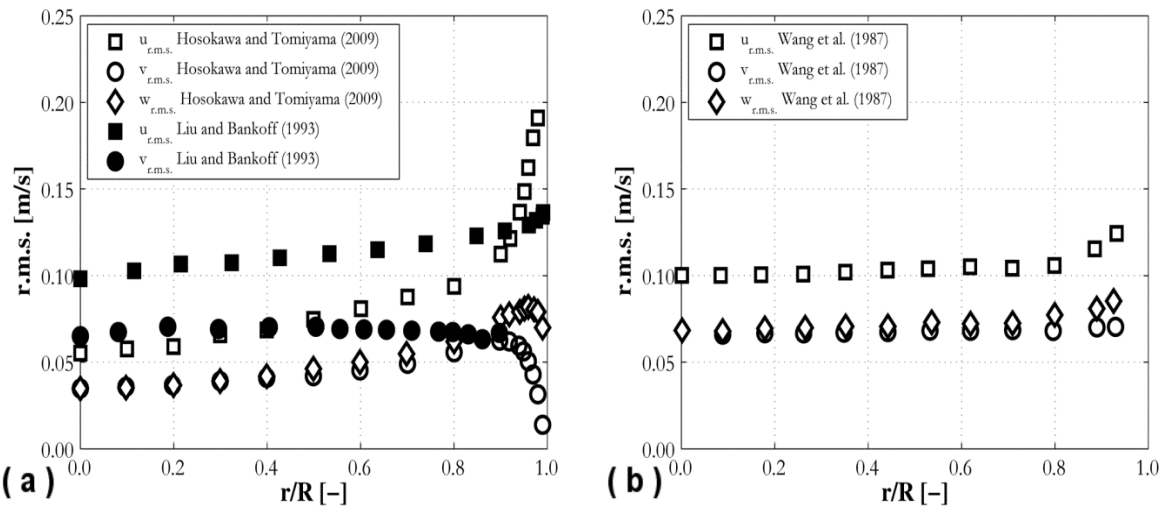 0.25
u r.m.s. Hosokawa and Tomiyama (2009)
v r.m.s. Hosokawa and Tomiyama (2009)
w r.m.s. Hosokawa and Tomiyama (2009)
u r.m.s. Liu and Bankoff (1993)
v r.m.s. Liu and Bankoff (1993)
0.20
0.15
0.10
0.05
0.00
r.m.s. [m/s]
0.0 0.2 0.4 0.6 0.8 1.0
r/R [–]
( a )
0.25
u r.m.s. Wang et al. (1987)
v r.m.s. Wang et al. (1987)
w r.m.s. Wang et al. (1987)
0.20
0.15
0.10
0.05
0.00
r.m.s. [m/s]
0.0 0.2 0.4 0.6 0.8 1.0
r/R [–]
( b )